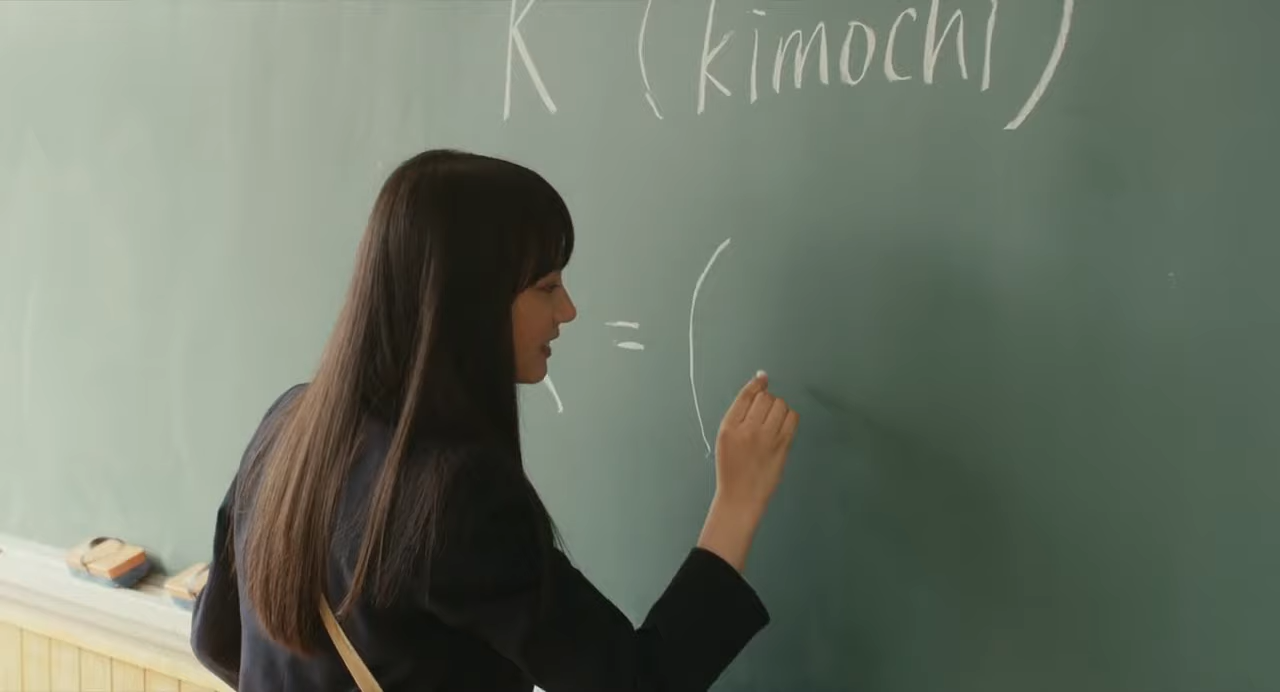 K (kimochi)
= (